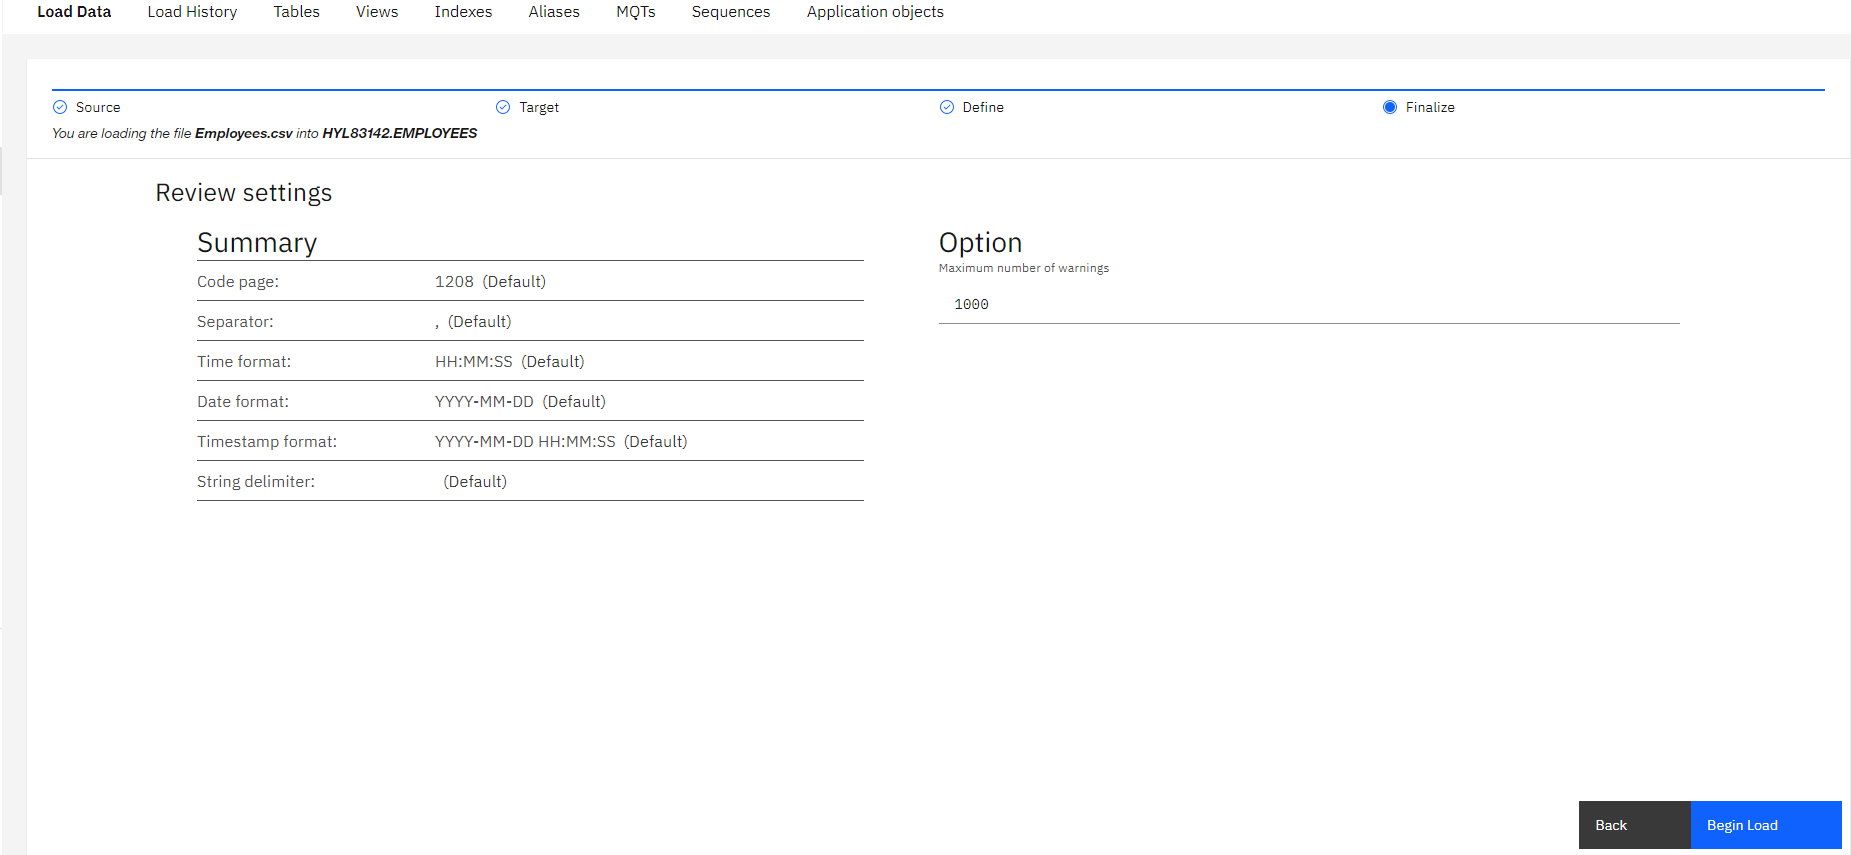 Load Data Load History Tables Views Indexes Aliases MQTs Sequences Application objects
Source Target Define Finalize
You are loading the file Employees.csv into HYL83142.EMPLOYEES
Review settings
Summary
Code page: 1208 (Default)
Separator: , (Default)
Time format: HH:MM:SS (Default)
Date format: YYYY-MM-DD (Default)
Timestamp format: YYYY-MM-DD HH:MM:SS (Default)
String delimiter: (Default)
Option
Maximum number of warnings
1000
Back Begin Load